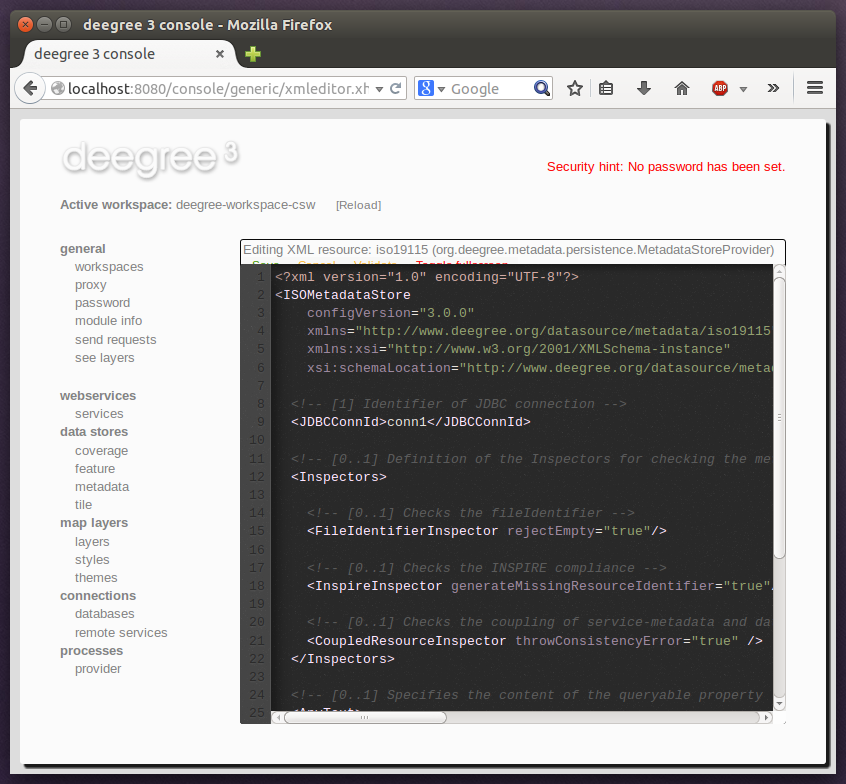 deegree 3 console - Mozilla Firefox
deegree 3 console
localhost:8080/console/generic/xmleditor.xh
8 Google
ABP
deegree 3
Security hint: No password has been set.
Active workspace: deegree-workspace-csw [Reload]
general
workspaces
proxy
password
module info
send requests
see layers
webservices
services
data stores
coverage
feature
metadata
tile
map layers
layers
styles
themes
connections
databases
remote services
processes
provider
Editing XML resource: iso19115 (org.deegree.metadata.persistence.MetadataStoreProvider)
Save Cancel Validate Toggle fullscreen
1 <?xml version="1.0" encoding="UTF-8"?>
2 <ISOMetadataStore
3 configVersion="3.0.0"
4 xmlns="http://www.deegree.org/datasource/metadata/iso19115
5 xmlns:xsi="http://www.w3.org/2001/XMLSchema-instance"
6 xsi:schemaLocation="http://www.deegree.org/datasource/meta
7
8 <!-- [1] Identifier of JDBC connection -->
9 <JDBCConnId>conn1</JDBCConnId>
10
11 <!-- [0..1] Definition of the Inspectors for checking the me
12 <Inspectors>
13
14 <!-- [0..1] Checks the fileIdentifier -->
15 <FileIdentifierInspector rejectEmpty="true"/>
16
17 <!-- [0..1] Checks the INSPIRE compliance -->
18 <InspireInspector generateMissingResourceIdentifier="true"
19
20 <!-- [0..1] Checks the coupling of service-metadata and da
21 <CoupledResourceInspector throwConsistencyError="true" />
22 </Inspectors>
23
24 <!-- [0..1] Specifies the content of the queryable property
25 <AnyText>